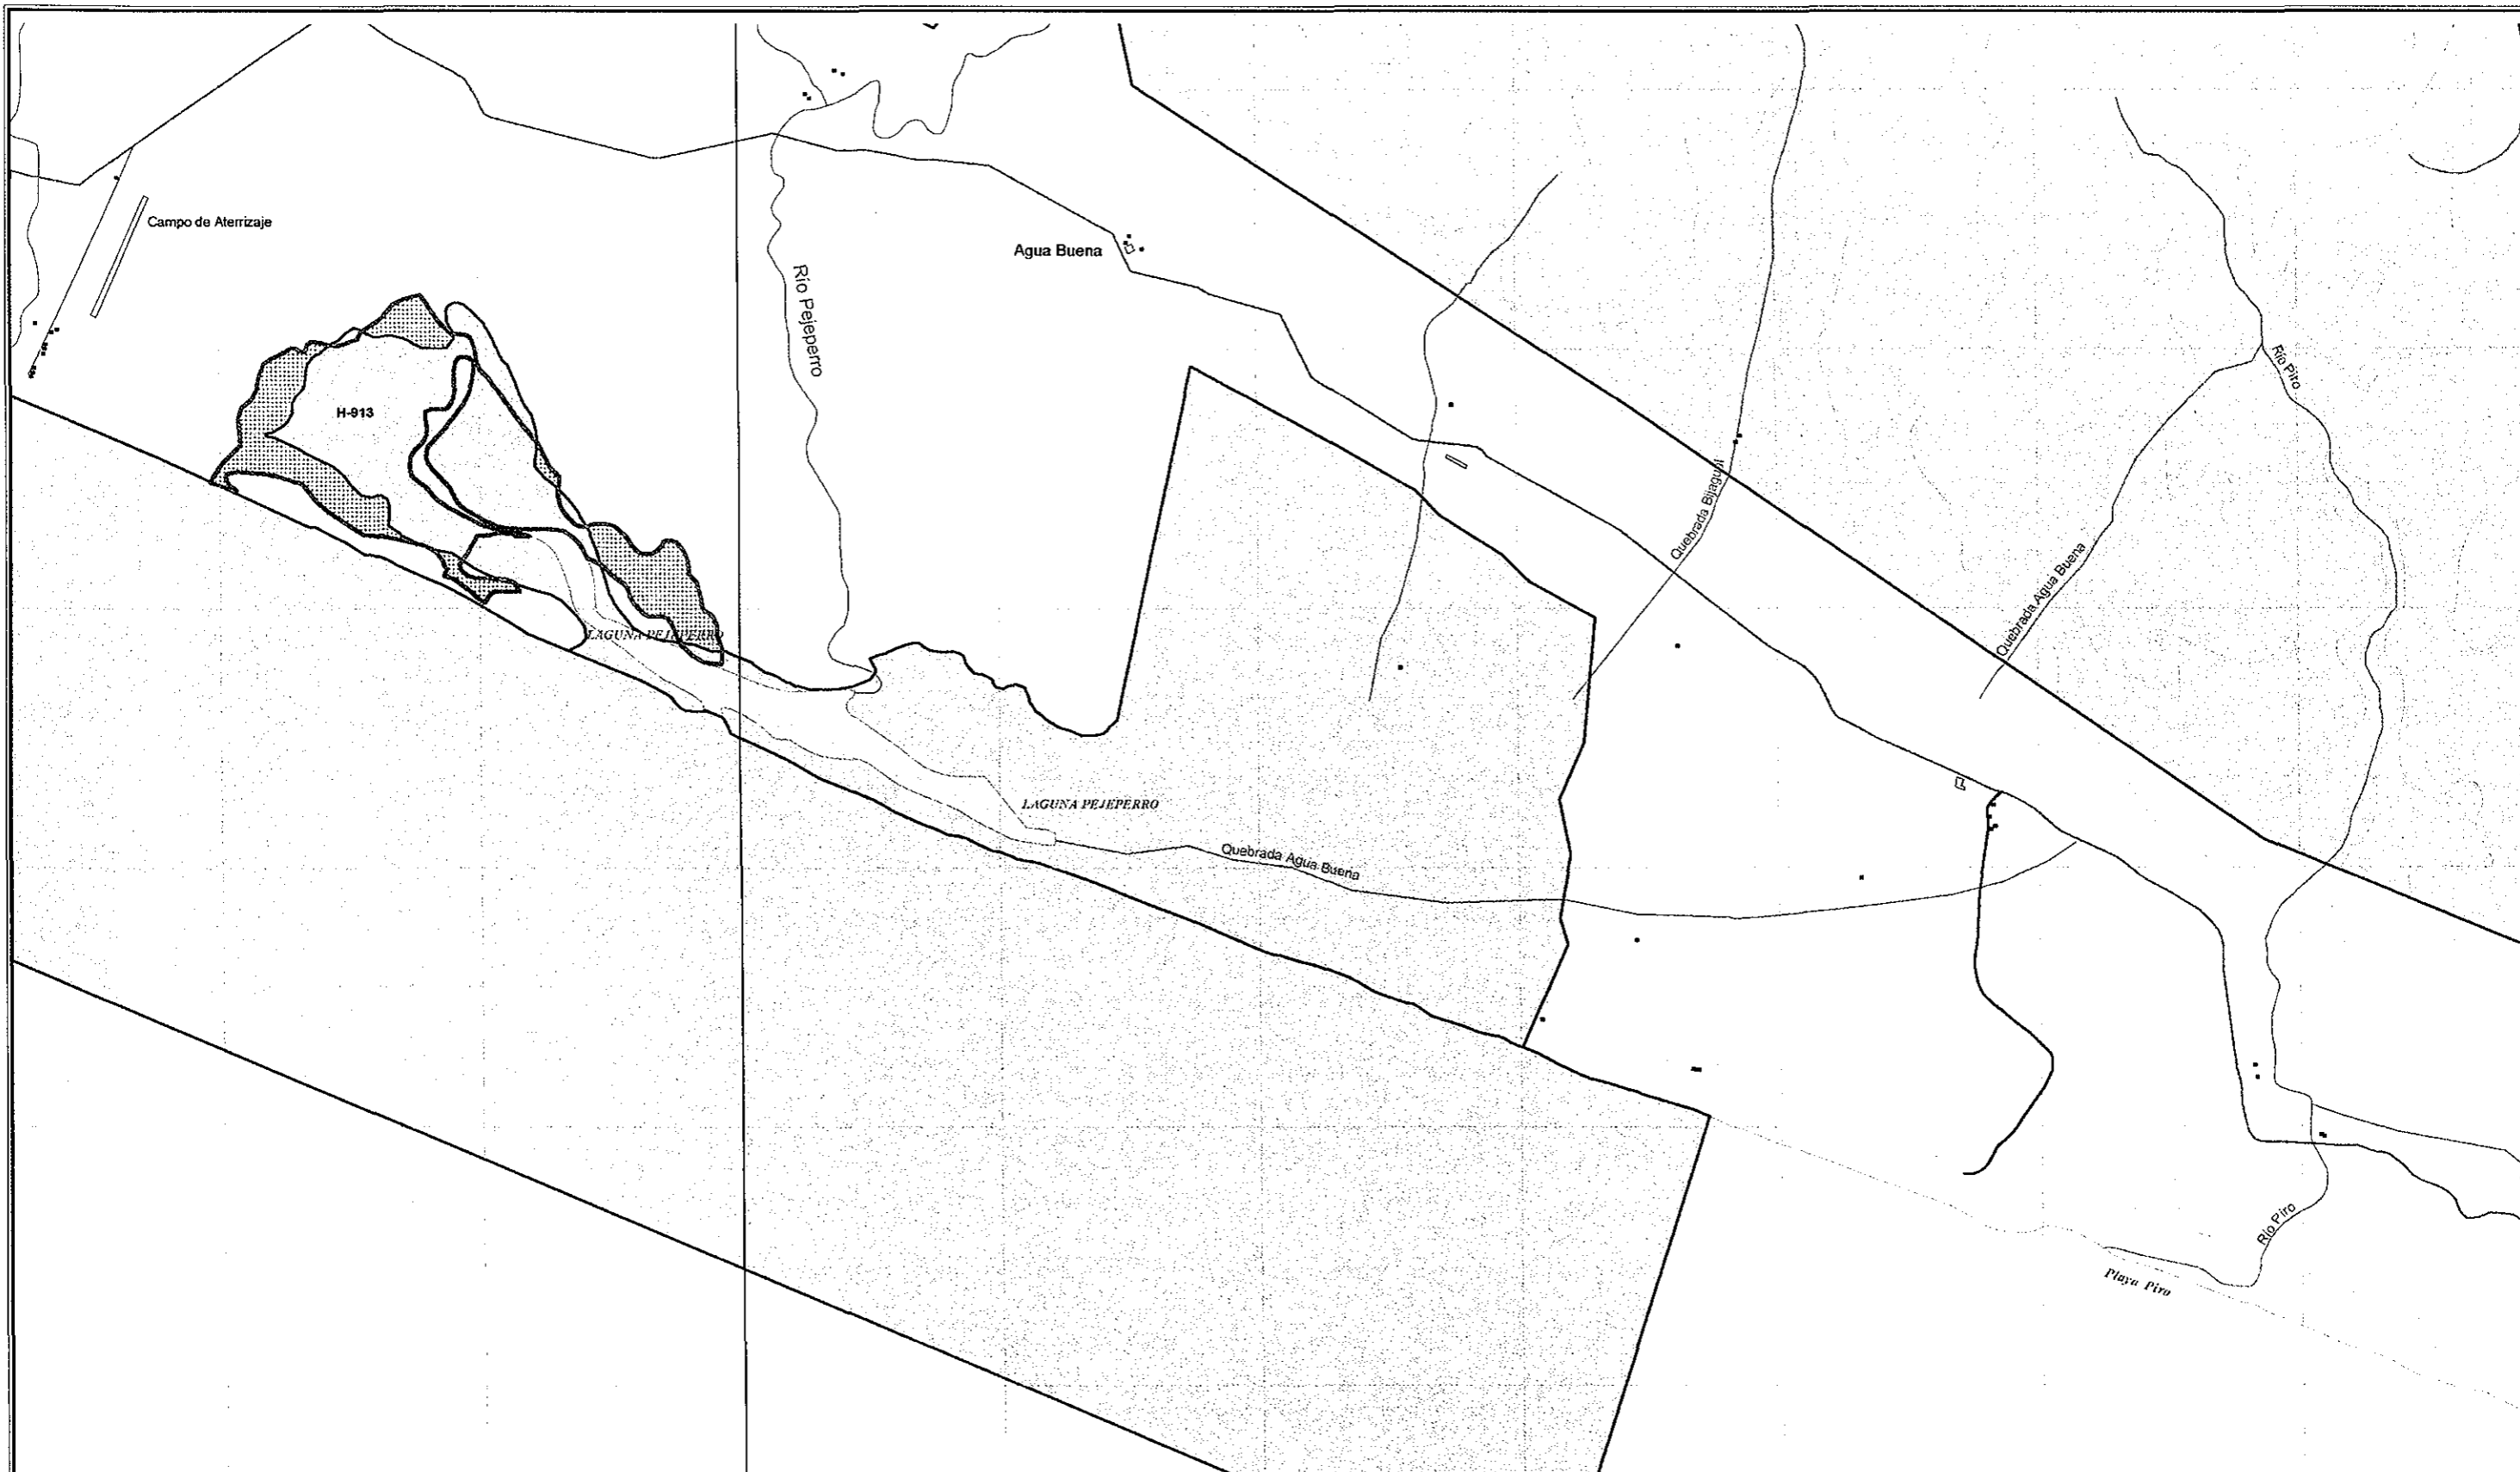 Campo de Aterrizaje
Agua Buena
Río Pejeperro
H-913
Río Piro
Quebrada Bijagual
Quebrada Agua Buena
LAGUNA PEJEPERRO
LAGUNA PEJEPERRO
Quebrada Agua Buena
Río Piro
Playa Piro